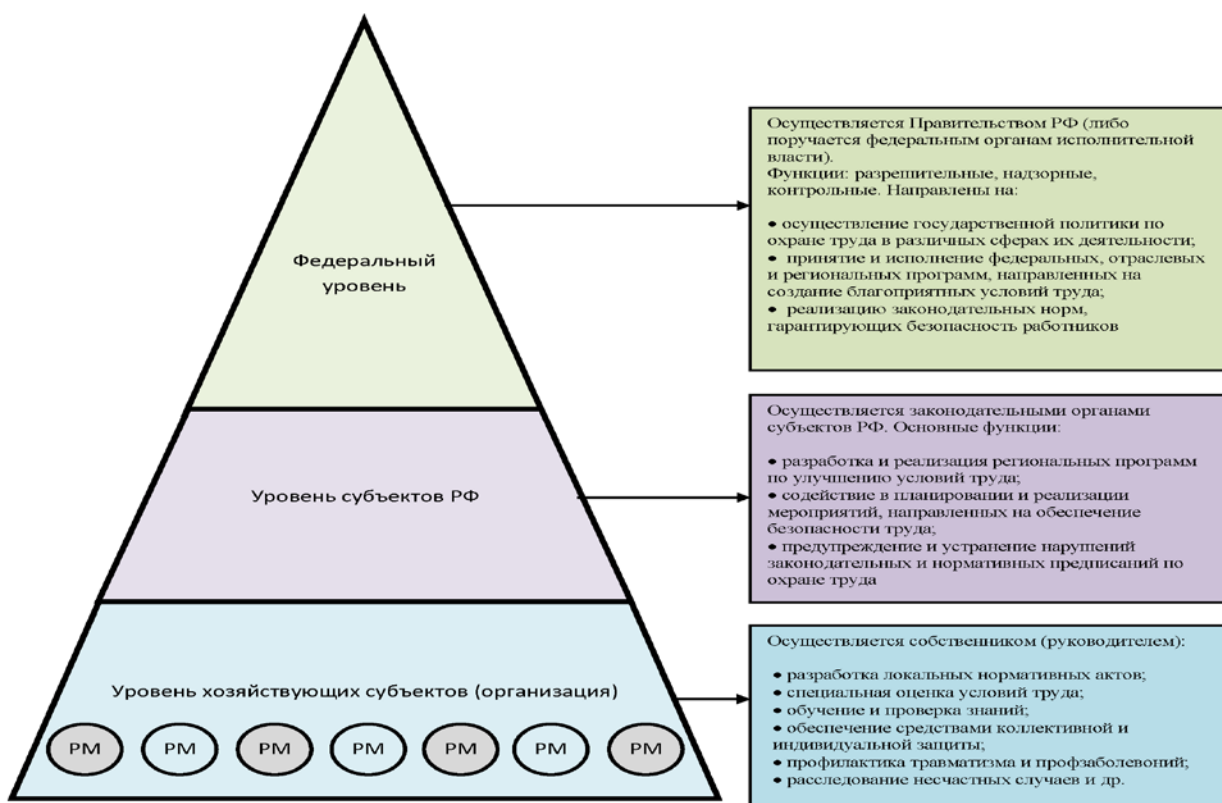 Федеральный
уровень
Осуществляется Правительством РФ (либо
поручается федеральным органам исполнительной
власти).
Функции: разрешительные, надзорные,
контрольные. Направлены на:
● осуществление государственной политики по
охране труда в различных сферах их деятельности;
● принятие и исполнение федеральных, отраслевых
и региональных программ, направленных на
создание благоприятных условий труда;
● реализацию законодательных норм,
гарантирующих безопасность работников
Уровень субъектов РФ
Осуществляется законодательными органами
субъектов РФ. Основные функции:
● разработка и реализация региональных программ
по улучшению условий труда;
● содействие в планировании и реализации
мероприятий, направленных на обеспечение
безопасности труда;
● предупреждение и устранение нарушений
законодательных и нормативных предписаний по
охране труда
Уровень хозяйствующих субъектов (организация)
РМ РМ РМ РМ РМ РМ РМ
Осуществляется собственником (руководителем):
● разработка локальных нормативных актов;
● специальная оценка условий труда;
● обучение и проверка знаний;
● обеспечение средствами коллективной и
индивидуальной защиты;
● профилактика травматизма и профзаболевоний;
● расследование несчастных случаев и др.